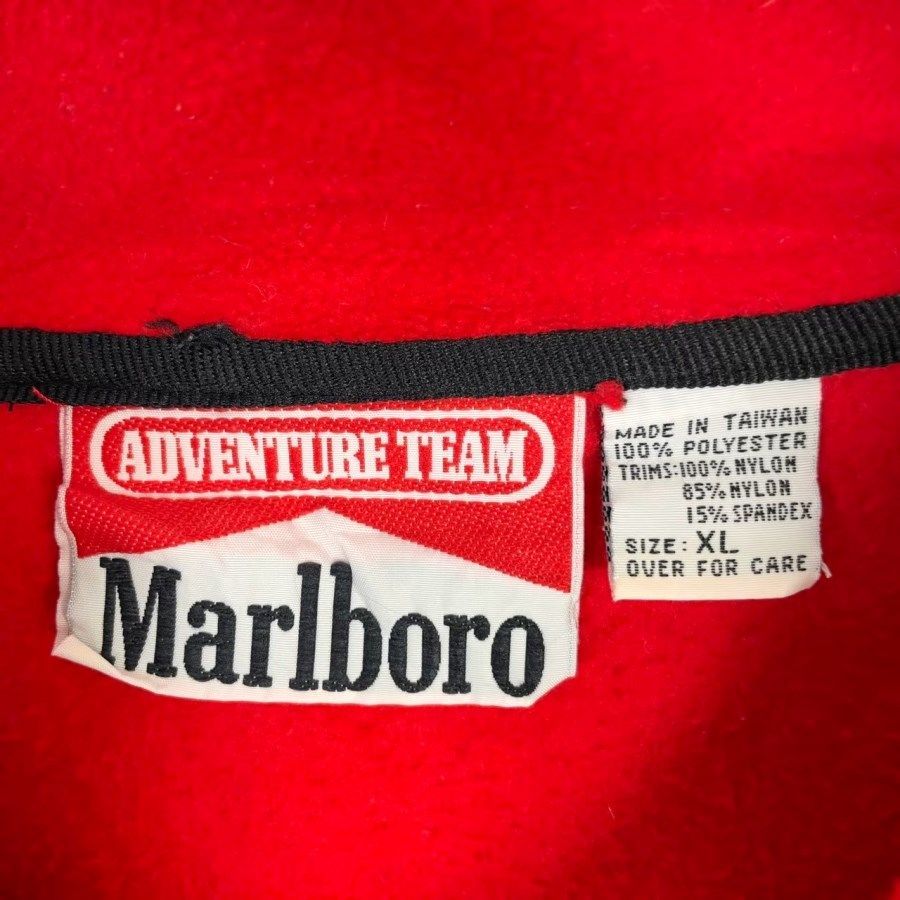 ADVENTURE TEAM
Marlboro
MADE IN TAIWAN
100% POLYESTER
TRIMS:100% NYLON
85% NYLON
15% SPANDEX
SIZE: XL
OVER FOR CARE